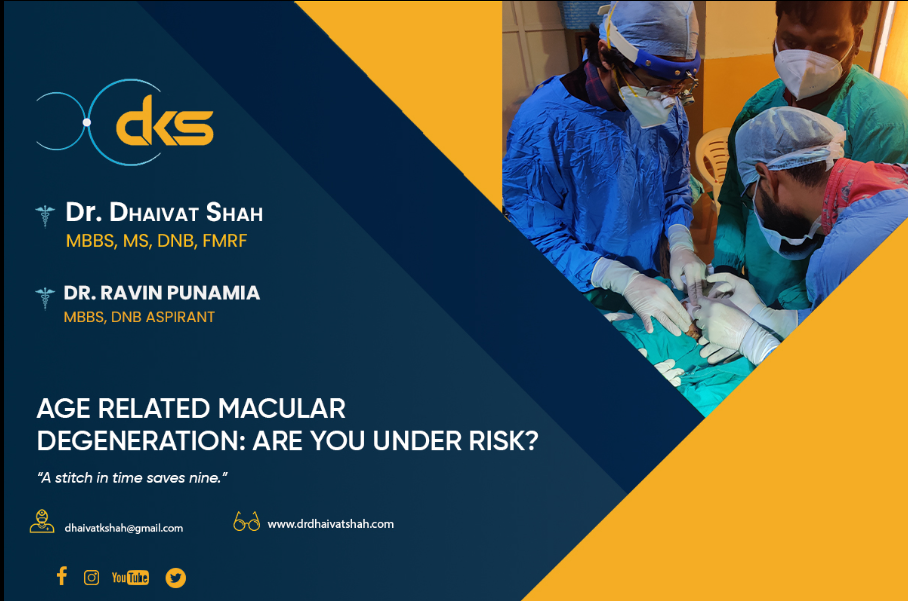 dks
Dr. Dhaivat Shah
MBBS, MS, DNB, FMRF
DR. RAVIN PUNAMIA
MBBS, DNB ASPIRANT
AGE RELATED MACULAR
DEGENERATION: ARE YOU UNDER RISK?
“A stitch in time saves nine.”
dhaivatkshah@gmail.com
www.drdhaivatshah.com
YouTube